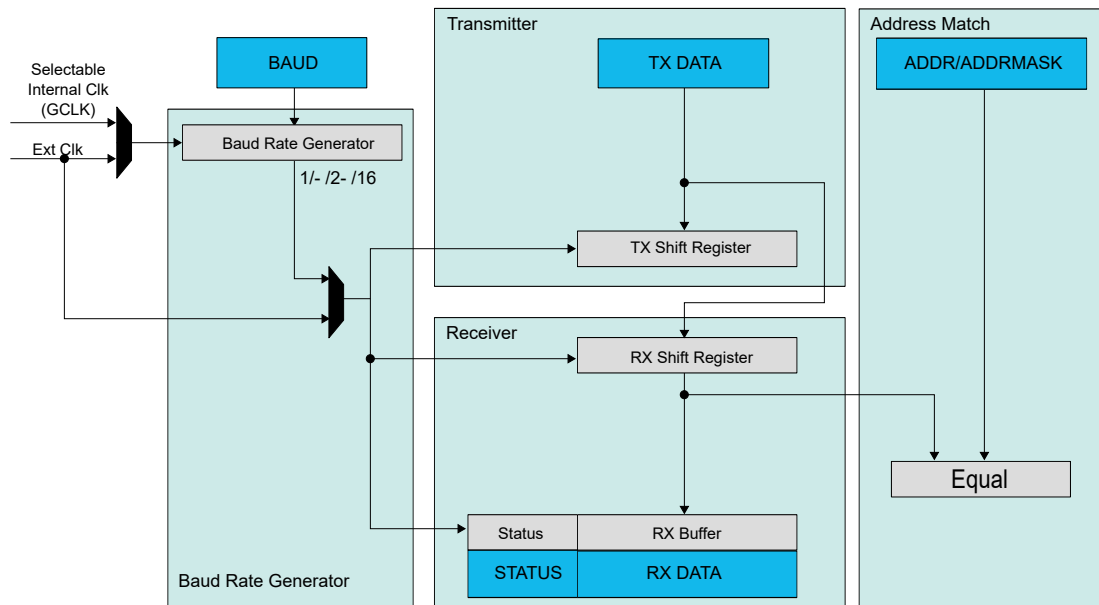 Transmitter
Address Match
BAUD
TX DATA
ADDR/ADDRMASK
Selectable
Internal Clk
(GCLK)
Ext Clk
Baud Rate Generator
1/- /2- /16
TX Shift Register
Receiver
RX Shift Register
Equal
Status
RX Buffer
STATUS
RX DATA
Baud Rate Generator